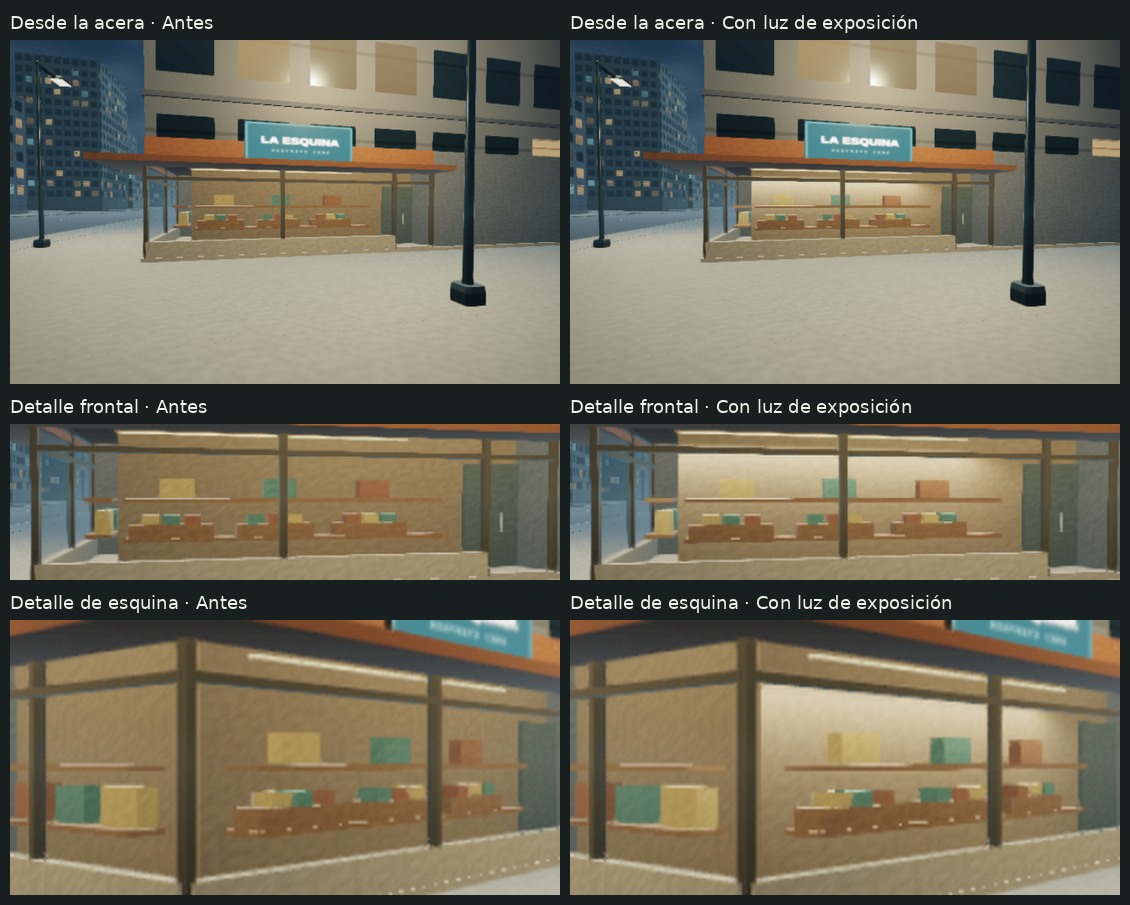 Desde la acera · Antes
Desde la acera · Con luz de exposición
LA ESQUINA
LA ESQUINA
Detalle frontal · Antes
Detalle frontal · Con luz de exposición
Detalle de esquina · Antes
Detalle de esquina · Con luz de exposición